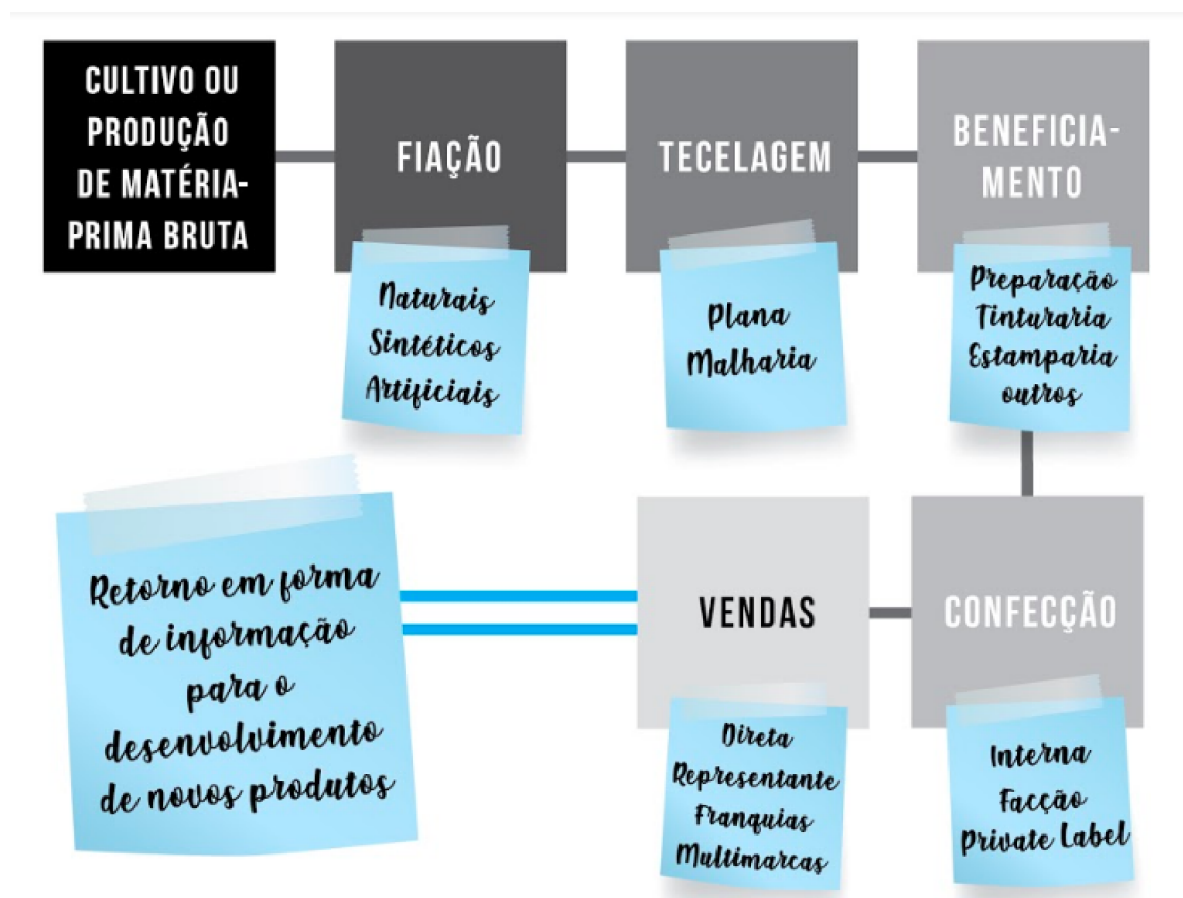 CULTIVO OU
PRODUÇÃO
DE MATÉRIA-
PRIMA BRUTA
FIAÇÃO
Naturais
Sintéticos
Artificiais
TECELAGEM
Plana
Malharia
BENEFICIA-
MENTO
Preparação
Tinturaria
Estamparia
outros
CONFECÇÃO
Interna
Facção
Private Label
VENDAS
Direta
Representante
Franquias
Multimarcas
Retorno em forma
de informação
para o
desenvolvimento
de novos produtos